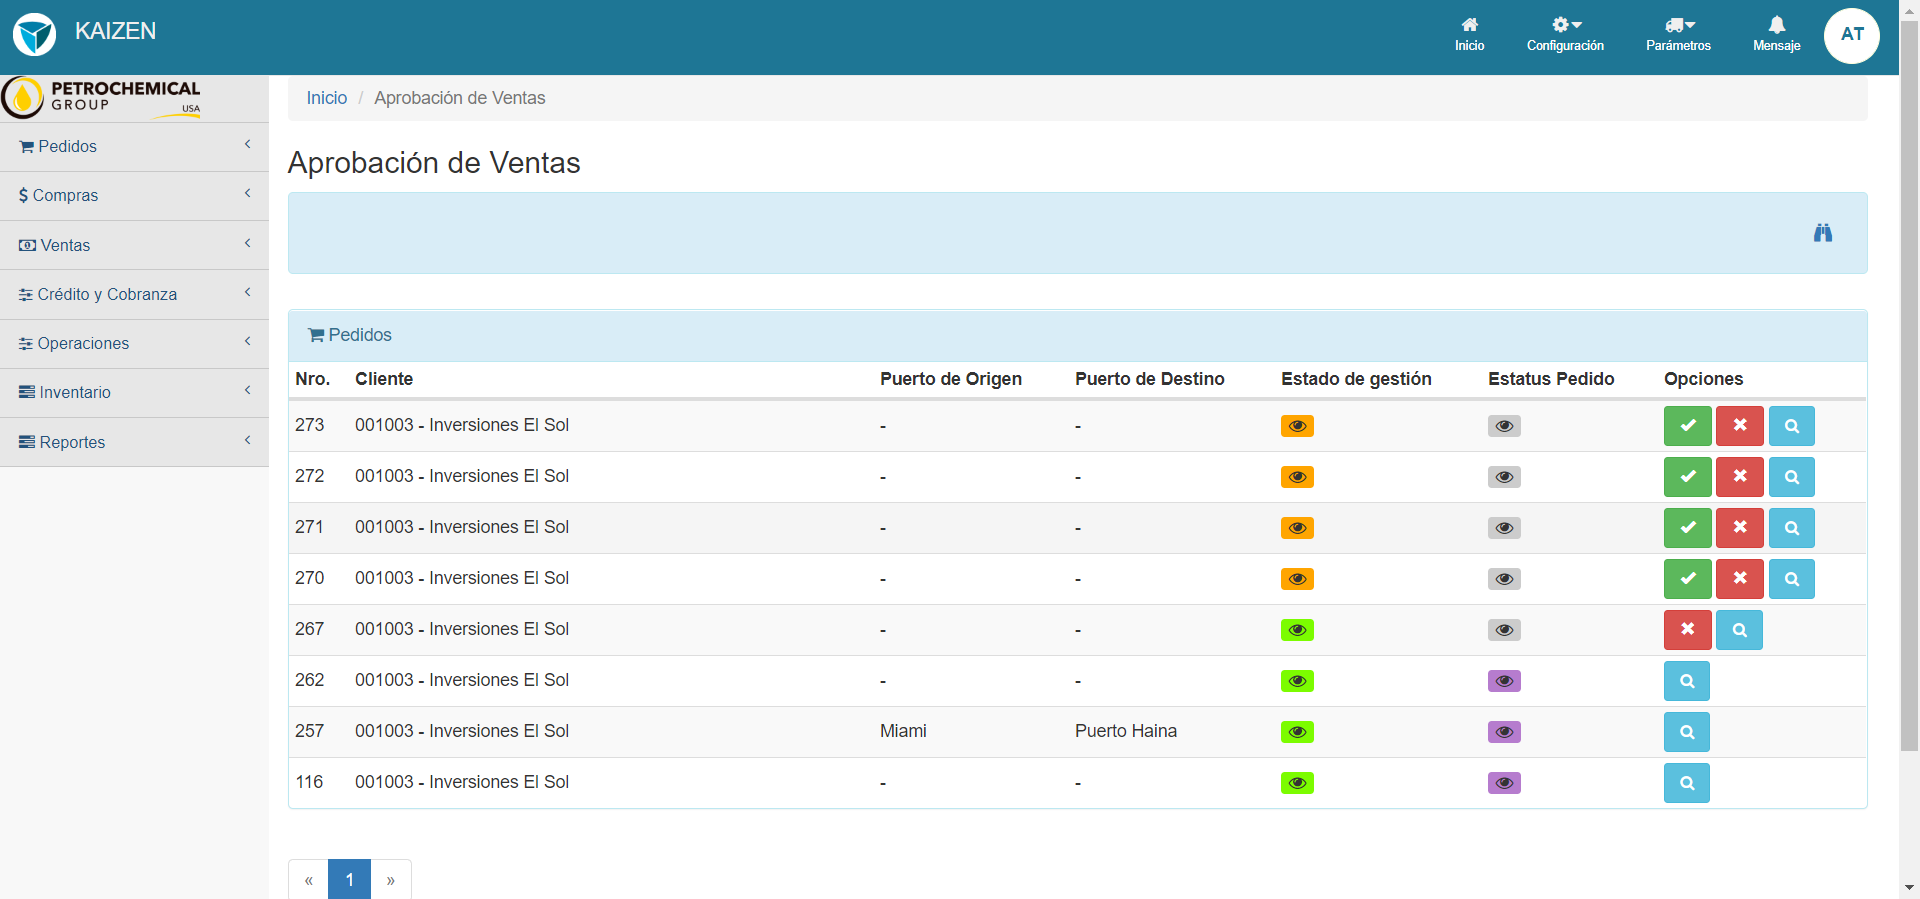 KAIZEN
Inicio
Configuración
Parámetros
Mensaje
AT
PETROCHEMICAL
GROUP
USA
Pedidos
Compras
Ventas
Crédito y Cobranza
Operaciones
Inventario
Reportes
Inicio / Aprobación de Ventas
Aprobación de Ventas
Pedidos
Nro. Cliente Puerto de Origen Puerto de Destino Estado de gestión Estatus Pedido Opciones
273 001003 - Inversiones El Sol - -
272 001003 - Inversiones El Sol - -
271 001003 - Inversiones El Sol - -
270 001003 - Inversiones El Sol - -
267 001003 - Inversiones El Sol - -
262 001003 - Inversiones El Sol - -
257 001003 - Inversiones El Sol Miami Puerto Haina
116 001003 - Inversiones El Sol - -
« 1 »